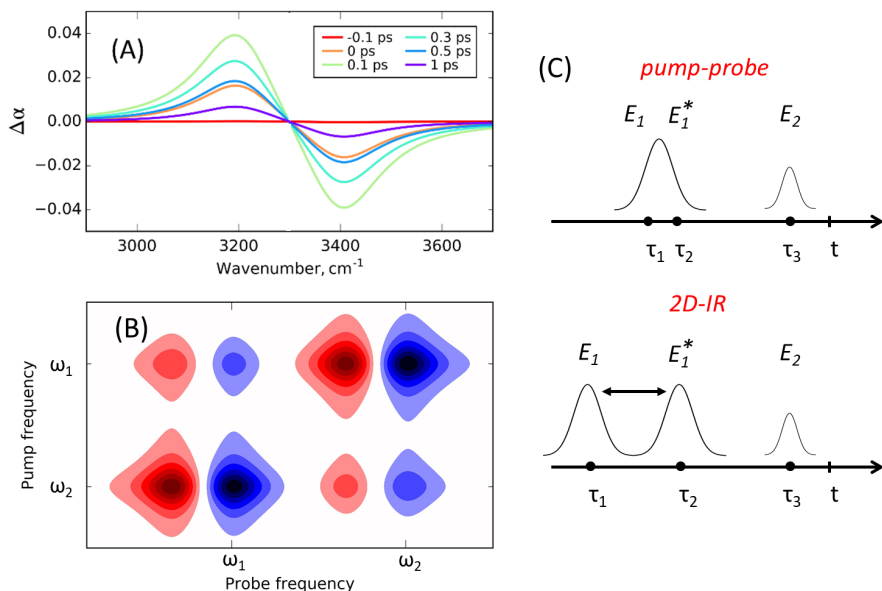 (A)
-0.1 ps
0 ps
0.1 ps
0.3 ps
0.5 ps
1 ps
0.04
0.02
0.00
−0.02
−0.04
Δα
3000 3200 3400 3600
Wavenumber, cm⁻¹
(B)
ω₁
ω₂
Pump frequency
ω₁ ω₂
Probe frequency
(C)
pump-probe
E₁ E₁* E₂
τ₁ τ₂ τ₃ t
2D-IR
E₁ E₁* E₂
τ₁ τ₂ τ₃ t